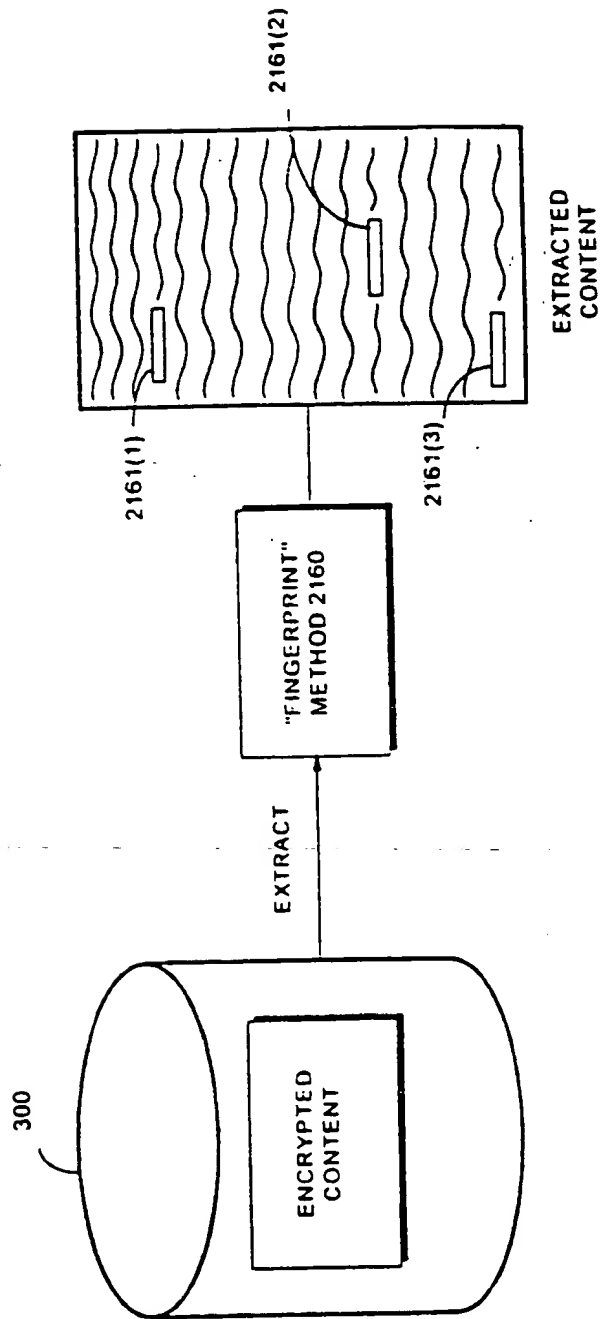 300
ENCRYPTED
CONTENT
EXTRACT
"FINGERPRINT"
METHOD 2160
2161(1)
2161(2)
2161(3)
EXTRACTED
CONTENT